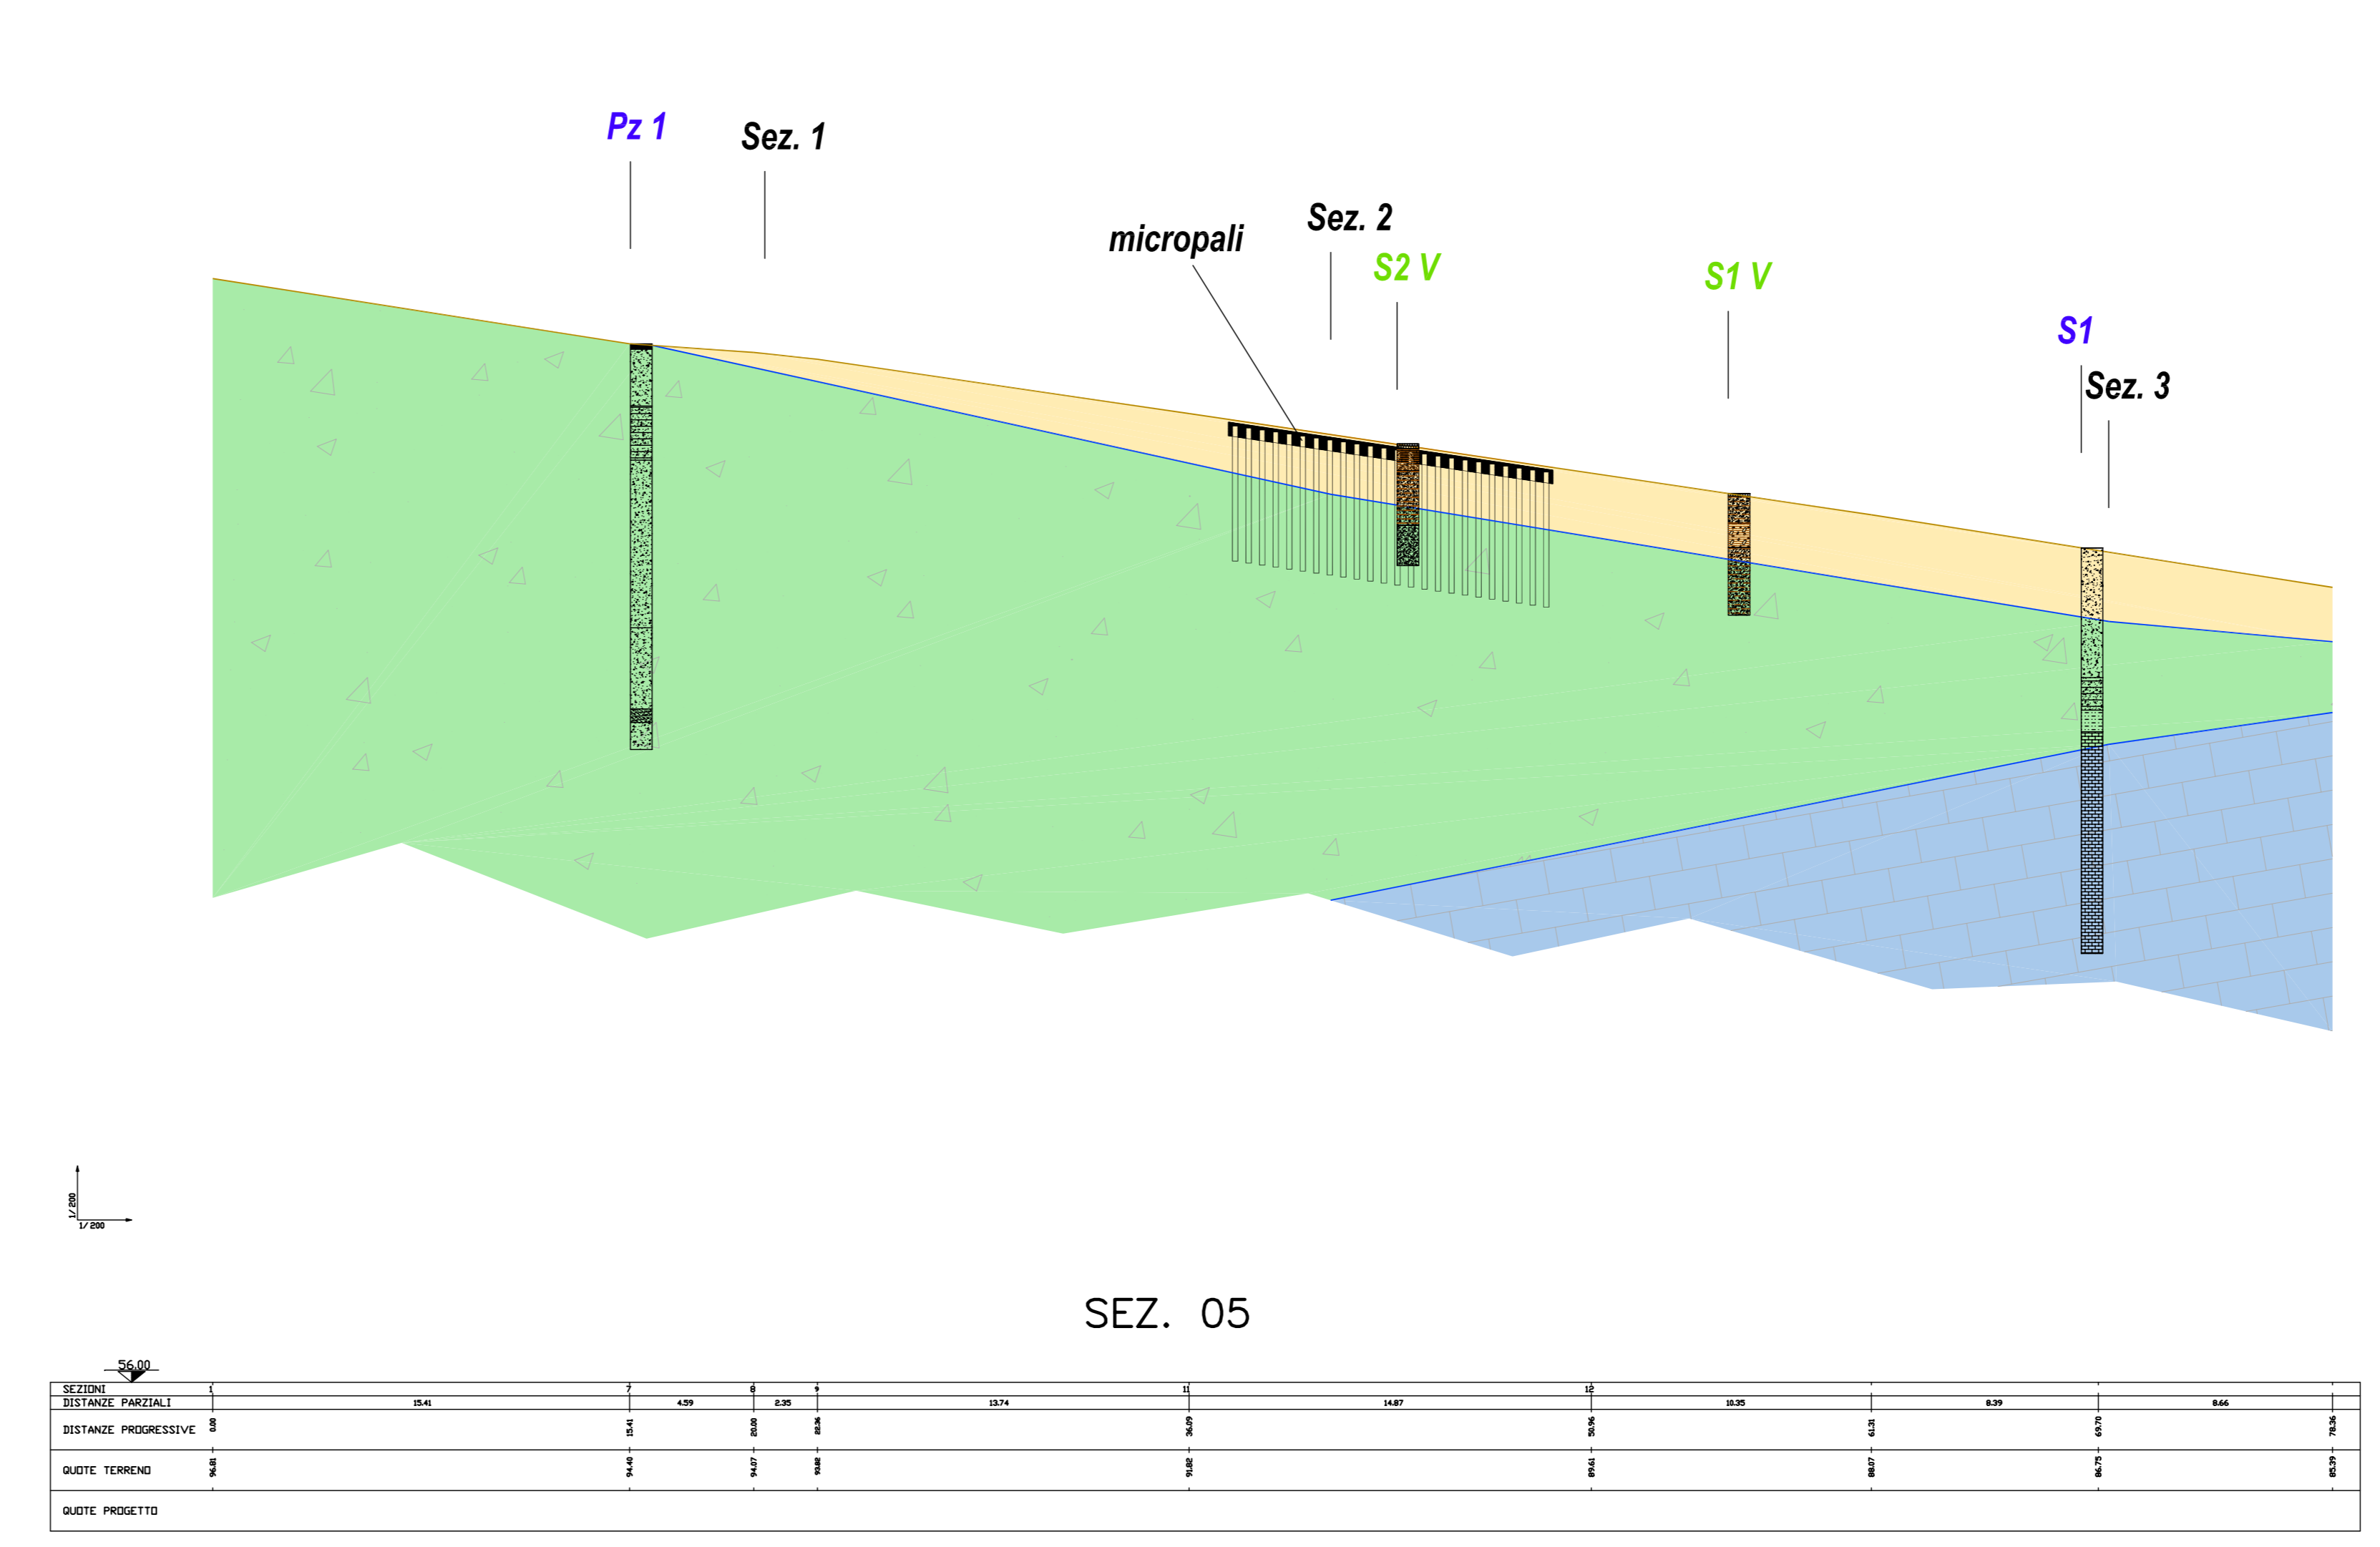 Pz 1
Sez. 1
micropali
Sez. 2
S2 V
S1 V
S1
Sez. 3
1/200
1/200
SEZ. 05
56.00
SEZIONI 1 7 8 9 11 12
DISTANZE PARZIALI 15.41 4.59 2.35 13.74 14.87 10.35 8.39 8.66
DISTANZE PROGRESSIVE 0.00 15.41 20.00 22.36 36.09 50.96 61.31 69.70 78.36
QUOTE TERRENO 96.81 94.40 94.07 93.82 91.82 89.61 88.07 86.75 85.39
QUOTE PROGETTO